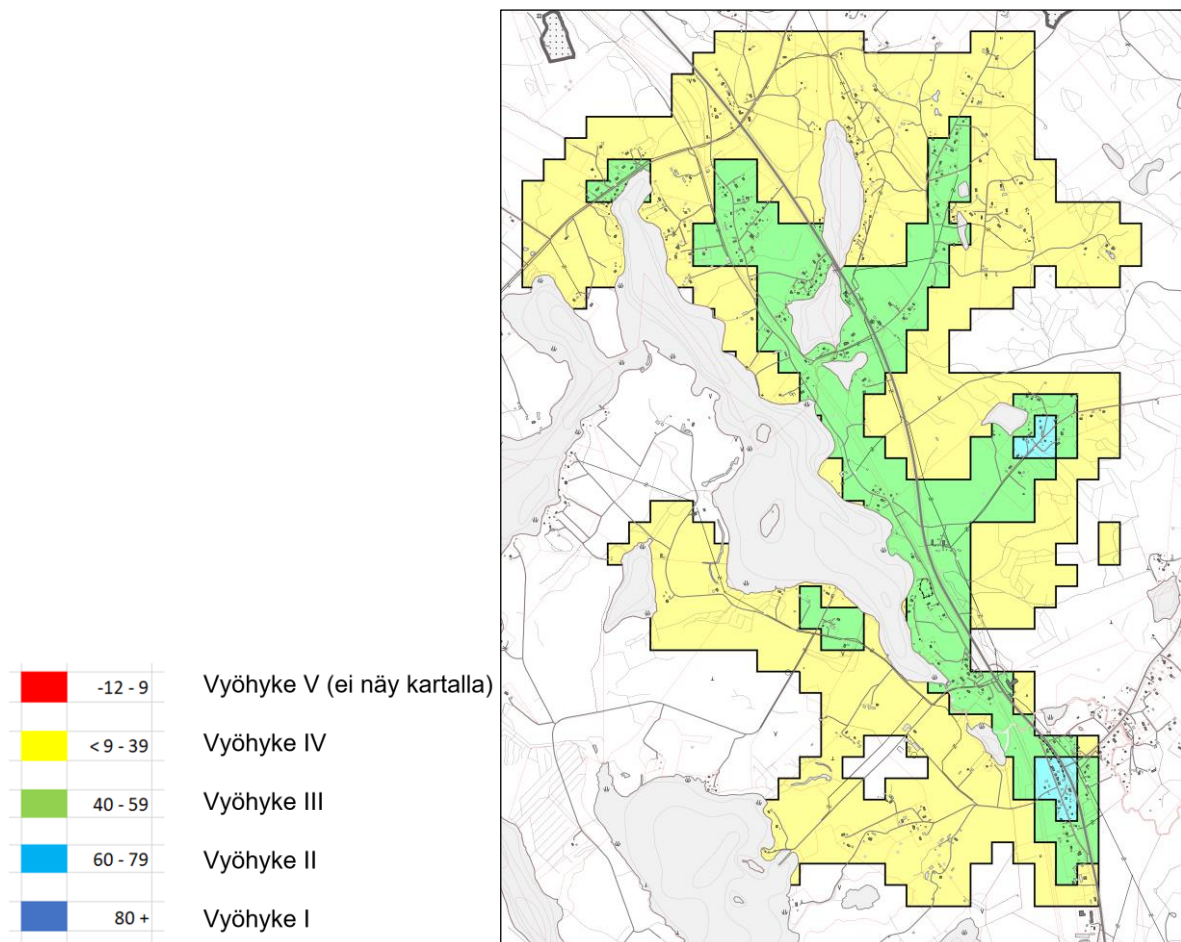 -12 - 9 Vyöhyke V (ei näy kartalla)
< 9 - 39 Vyöhyke IV
40 - 59 Vyöhyke III
60 - 79 Vyöhyke II
80 + Vyöhyke I